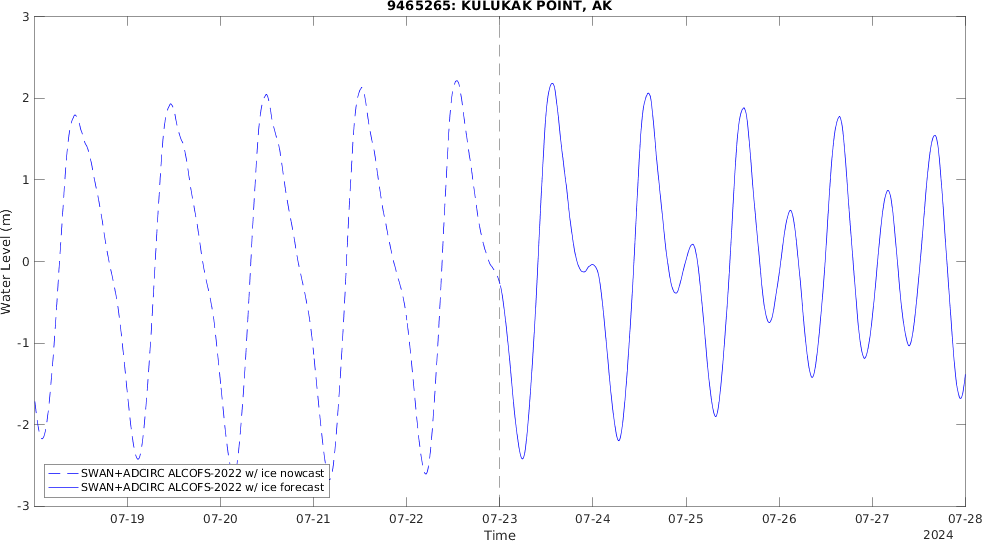 9465265: KULUKAK POINT, AK
3
2
1
0
-1
-2
-3
Water Level (m)
SWAN+ADCIRC ALCOFS-2022 w/ ice nowcast
SWAN+ADCIRC ALCOFS-2022 w/ ice forecast
07-19 07-20 07-21 07-22 07-23 07-24 07-25 07-26 07-27 07-28
Time
2024